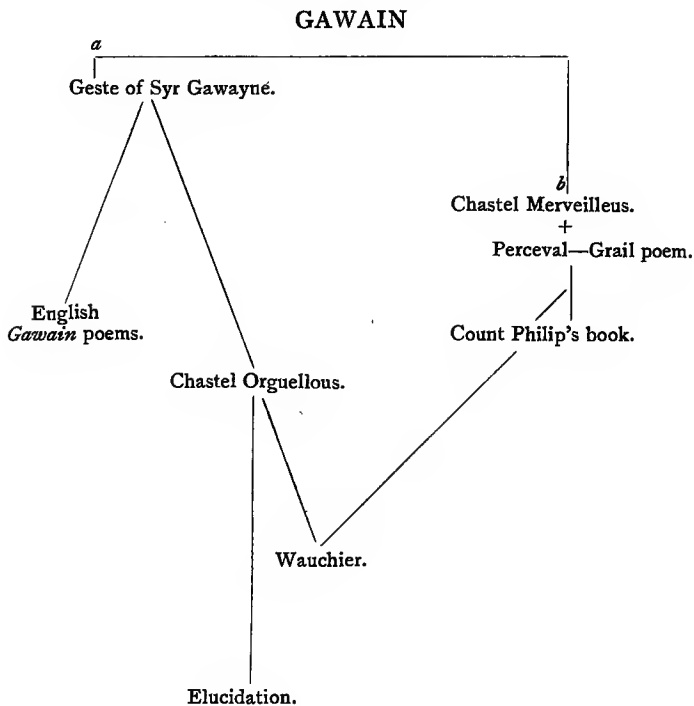 GAWAIN
a
Geste of Syr Gawayne.
b
Chastel Merveilleus.
+
Perceval—Grail poem.
English
Gawain poems.
Count Philip's book.
Chastel Orguellous.
Wauchier.
Elucidation.